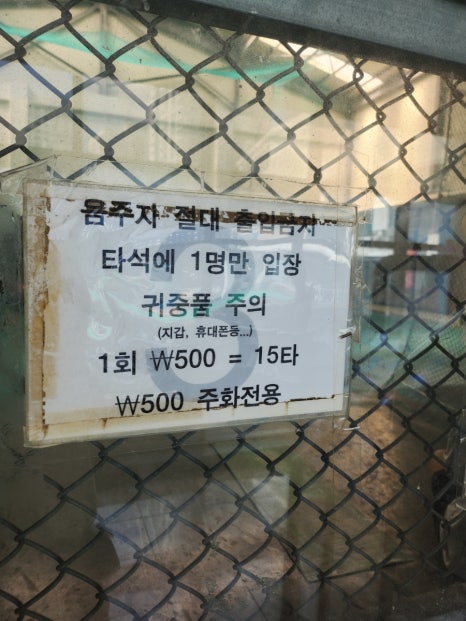 음주자 절대 출입금지
타석에 1명만 입장
귀중품 주의
(지갑, 휴대폰등...)
1회 ₩500 = 15타
₩500 주화전용
3